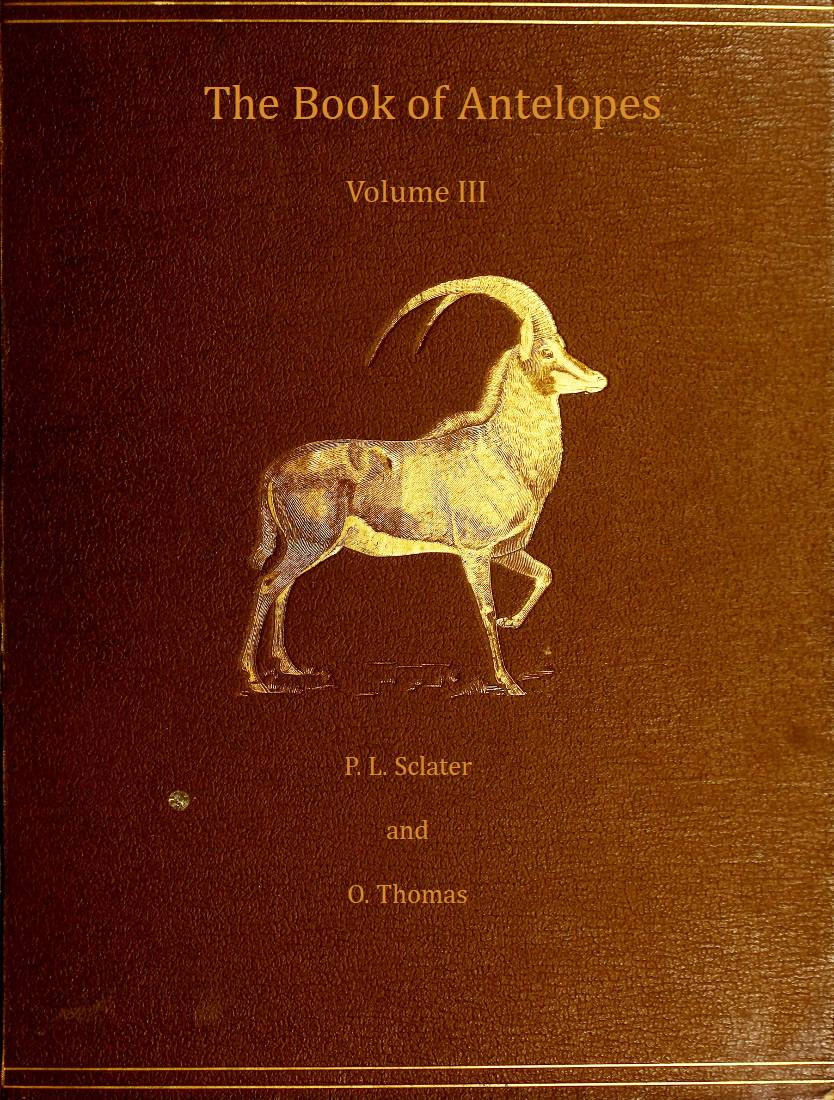 The Book of Antelopes
Volume III
P. L. Sclater
and
O. Thomas